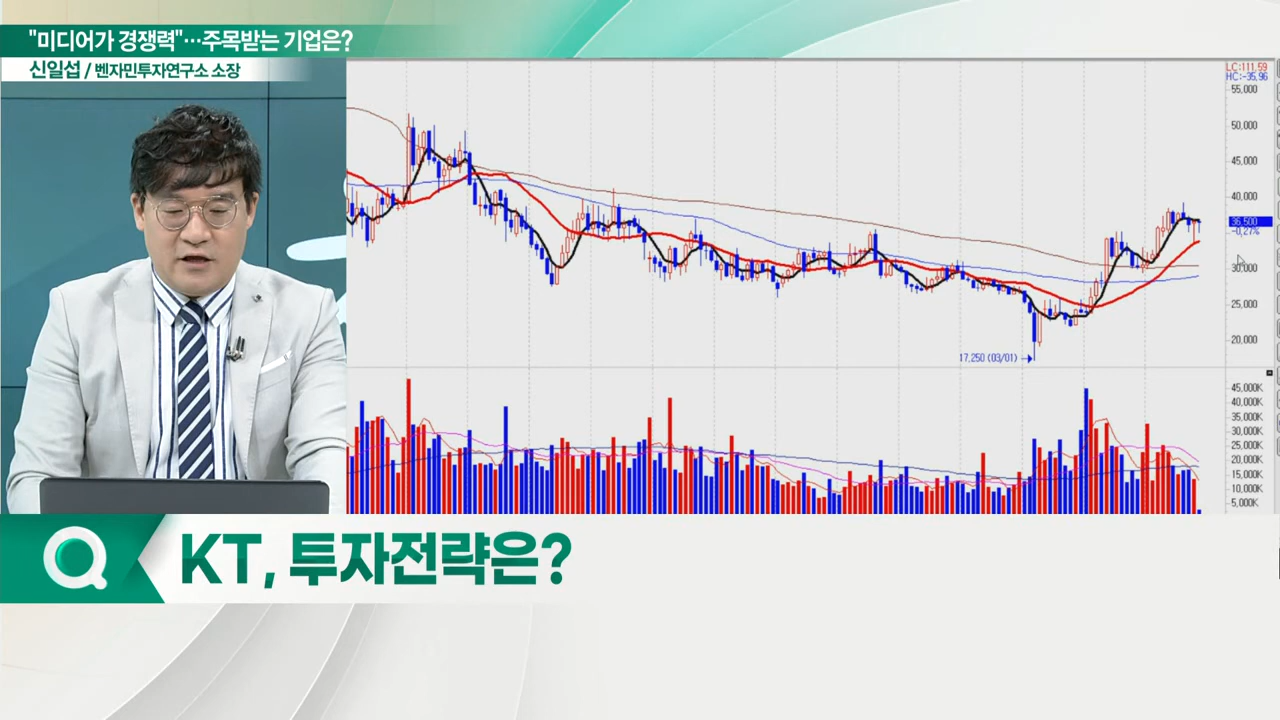 "미디어가 경쟁력"…주목받는 기업은?
신일섭 / 벤자민투자연구소 소장
LC:111.59
HC:-35.96
55,000
50,000
45,000
40,000
36,500
-0.27%
30,000
25,000
20,000
17,250 (03/01)
45,000K
40,000K
35,000K
30,000K
25,000K
20,000K
15,000K
10,000K
5,000K
KT, 투자전략은?